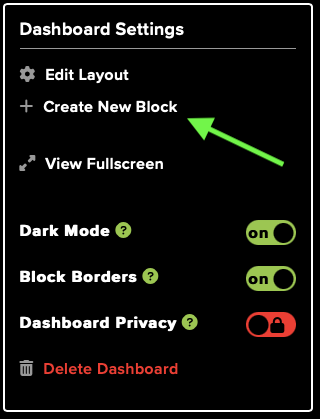 Dashboard Settings
Edit Layout
Create New Block
View Fullscreen
Dark Mode ? on
Block Borders ? on
Dashboard Privacy ?
Delete Dashboard